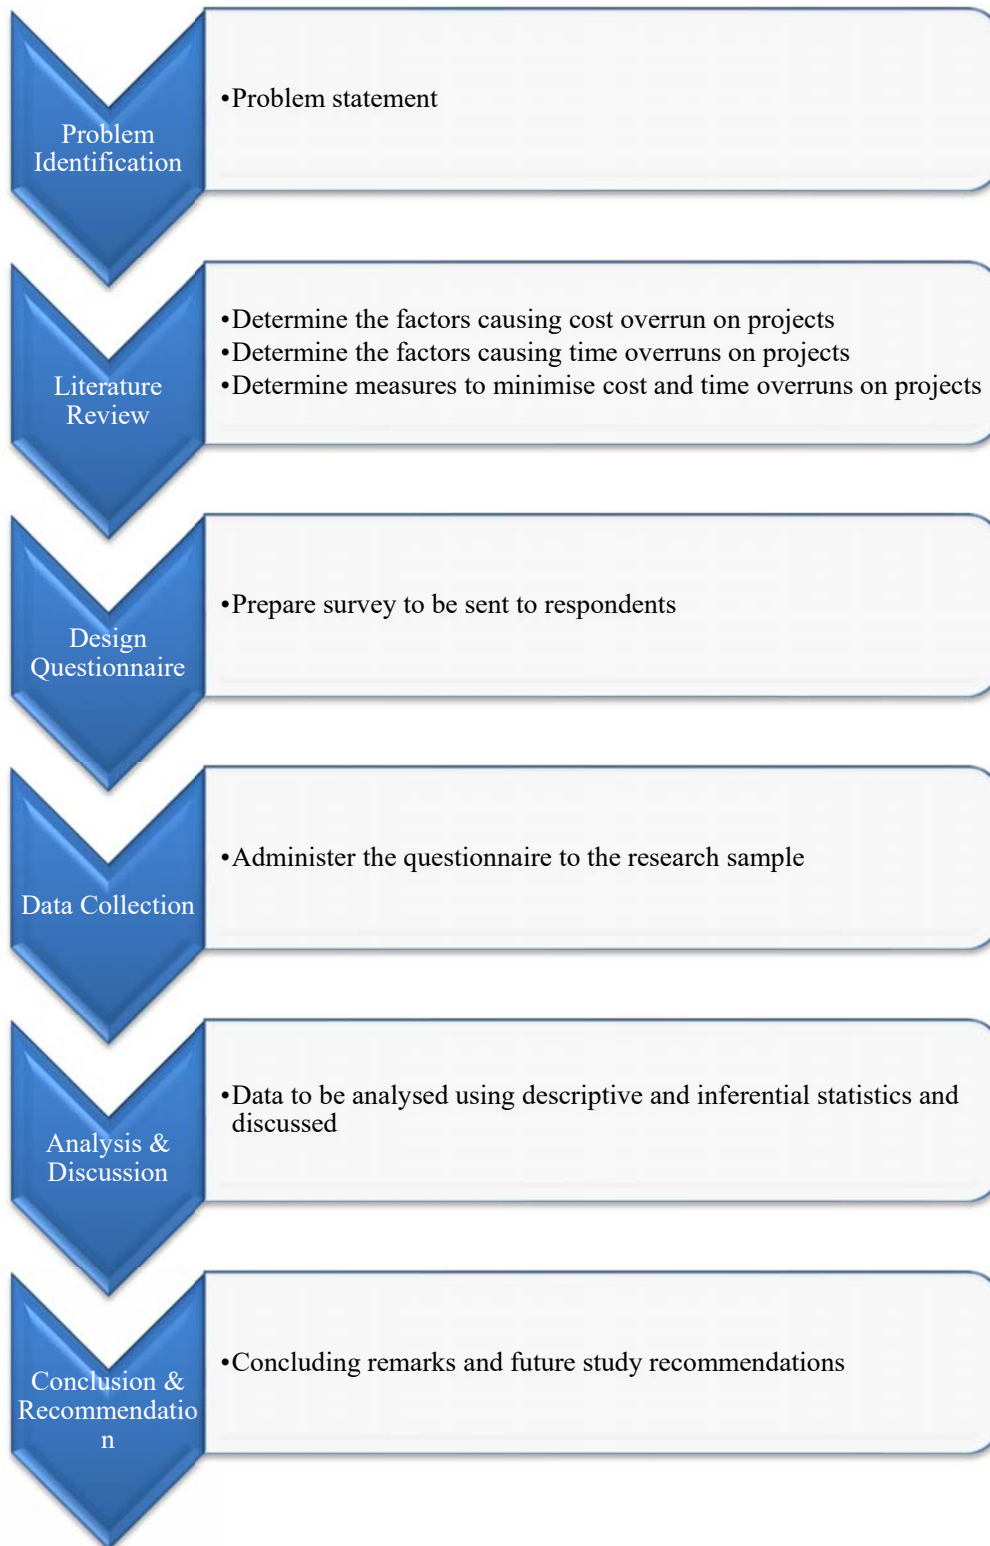 Problem
Identification
•Problem statement
Literature
Review
•Determine the factors causing cost overrun on projects
•Determine the factors causing time overruns on projects
•Determine measures to minimise cost and time overruns on projects
Design
Questionnaire
•Prepare survey to be sent to respondents
Data Collection
•Administer the questionnaire to the research sample
Analysis &
Discussion
•Data to be analysed using descriptive and inferential statistics and
discussed
Conclusion &
Recommendatio
n
•Concluding remarks and future study recommendations